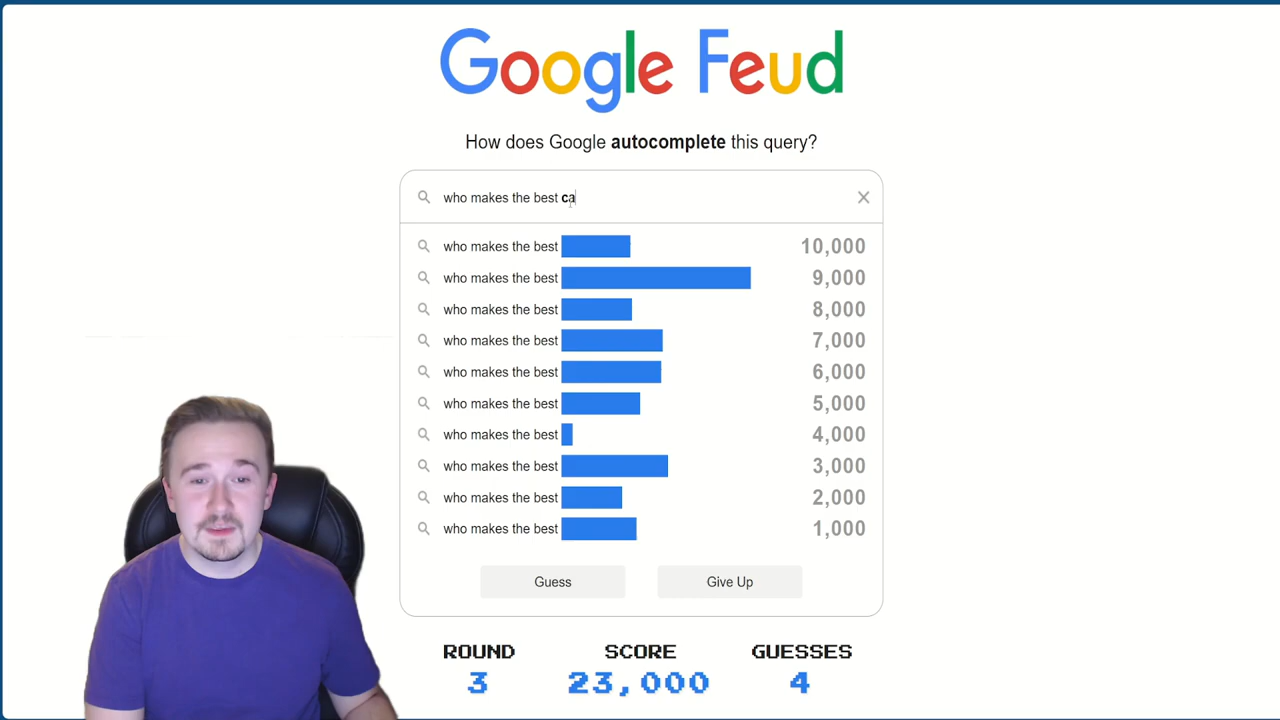 Google Feud
How does Google autocomplete this query?
who makes the best ca
who makes the best 10,000
who makes the best 9,000
who makes the best 8,000
who makes the best 7,000
who makes the best 6,000
who makes the best 5,000
who makes the best 4,000
who makes the best 3,000
who makes the best 2,000
who makes the best 1,000
Guess Give Up
ROUND SCORE GUESSES
3 23,000 4